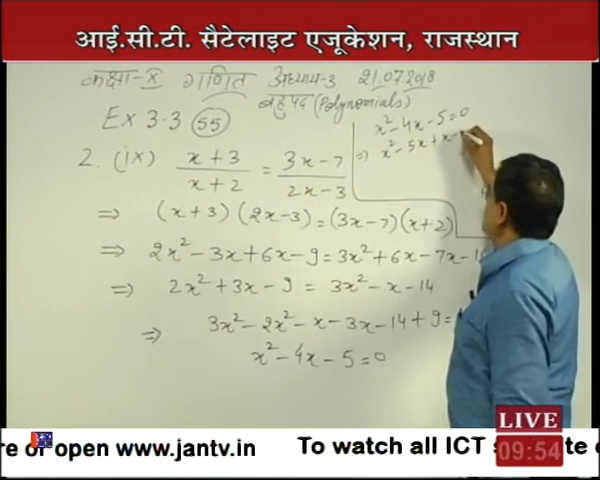 आई.सी.टी. सैटेलाइट एजूकेशन, राजस्थान
कक्षा-X गणित अध्याय-3 21.07.2018
बहुपद (Polynomials)
Ex 3.3 (55)
x² - 4x - 5 = 0
⇒ x² - 5x + x -
2. (ix) (x + 3)/(x + 2) = (3x - 7)/(2x - 3)
⇒ (x + 3) (2x - 3) = (3x - 7) (x + 2)
⇒ 2x² - 3x + 6x - 9 = 3x² + 6x - 7x - 14
⇒ 2x² + 3x - 9 = 3x² - x - 14
⇒ 3x² - 2x² - x - 3x - 14 + 9 =
x² - 4x - 5 = 0
LIVE
09:54
or open www.jantv.in To watch all ICT